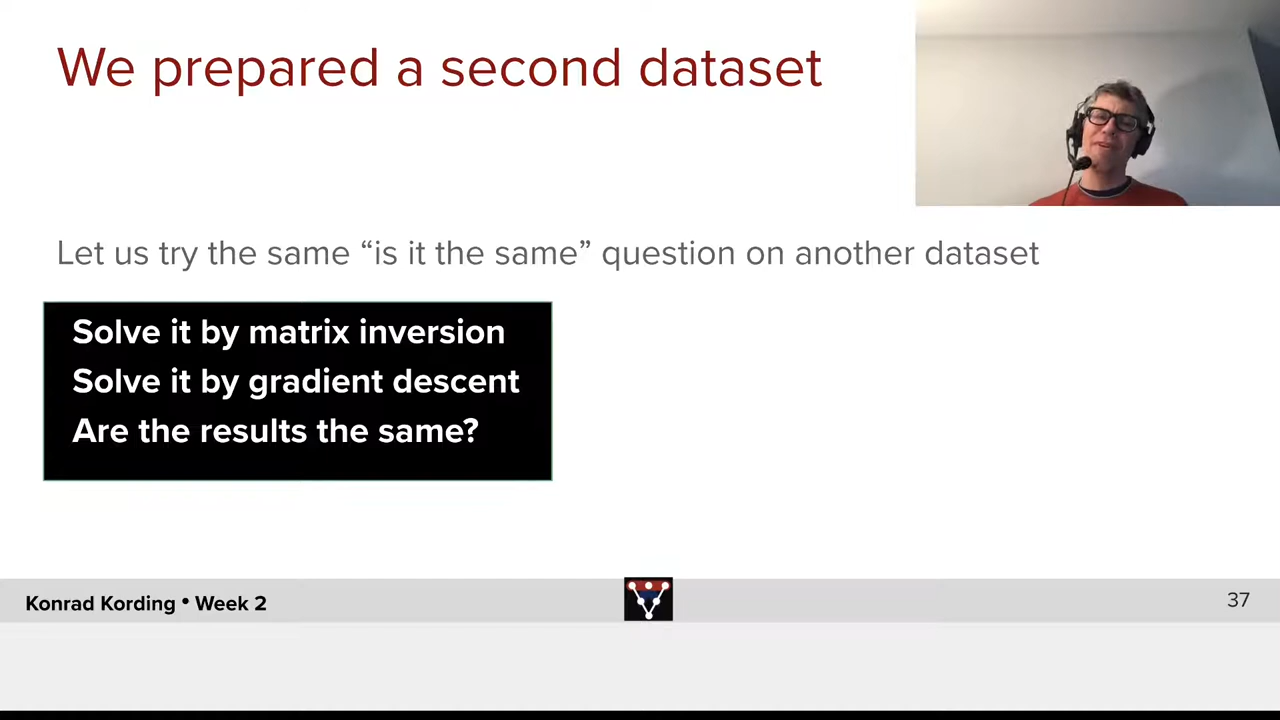 We prepared a second dataset
Let us try the same “is it the same” question on another dataset
Solve it by matrix inversion
Solve it by gradient descent
Are the results the same?
Konrad Kording • Week 2
37